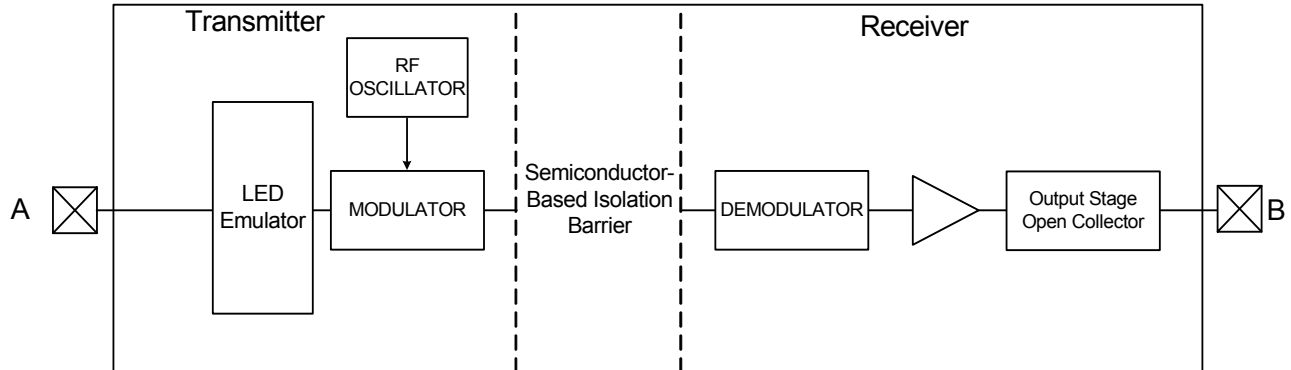 Transmitter
Receiver
RF
OSCILLATOR
A
LED
Emulator
MODULATOR
Semiconductor-
Based Isolation
Barrier
DEMODULATOR
Output Stage
Open Collector
B